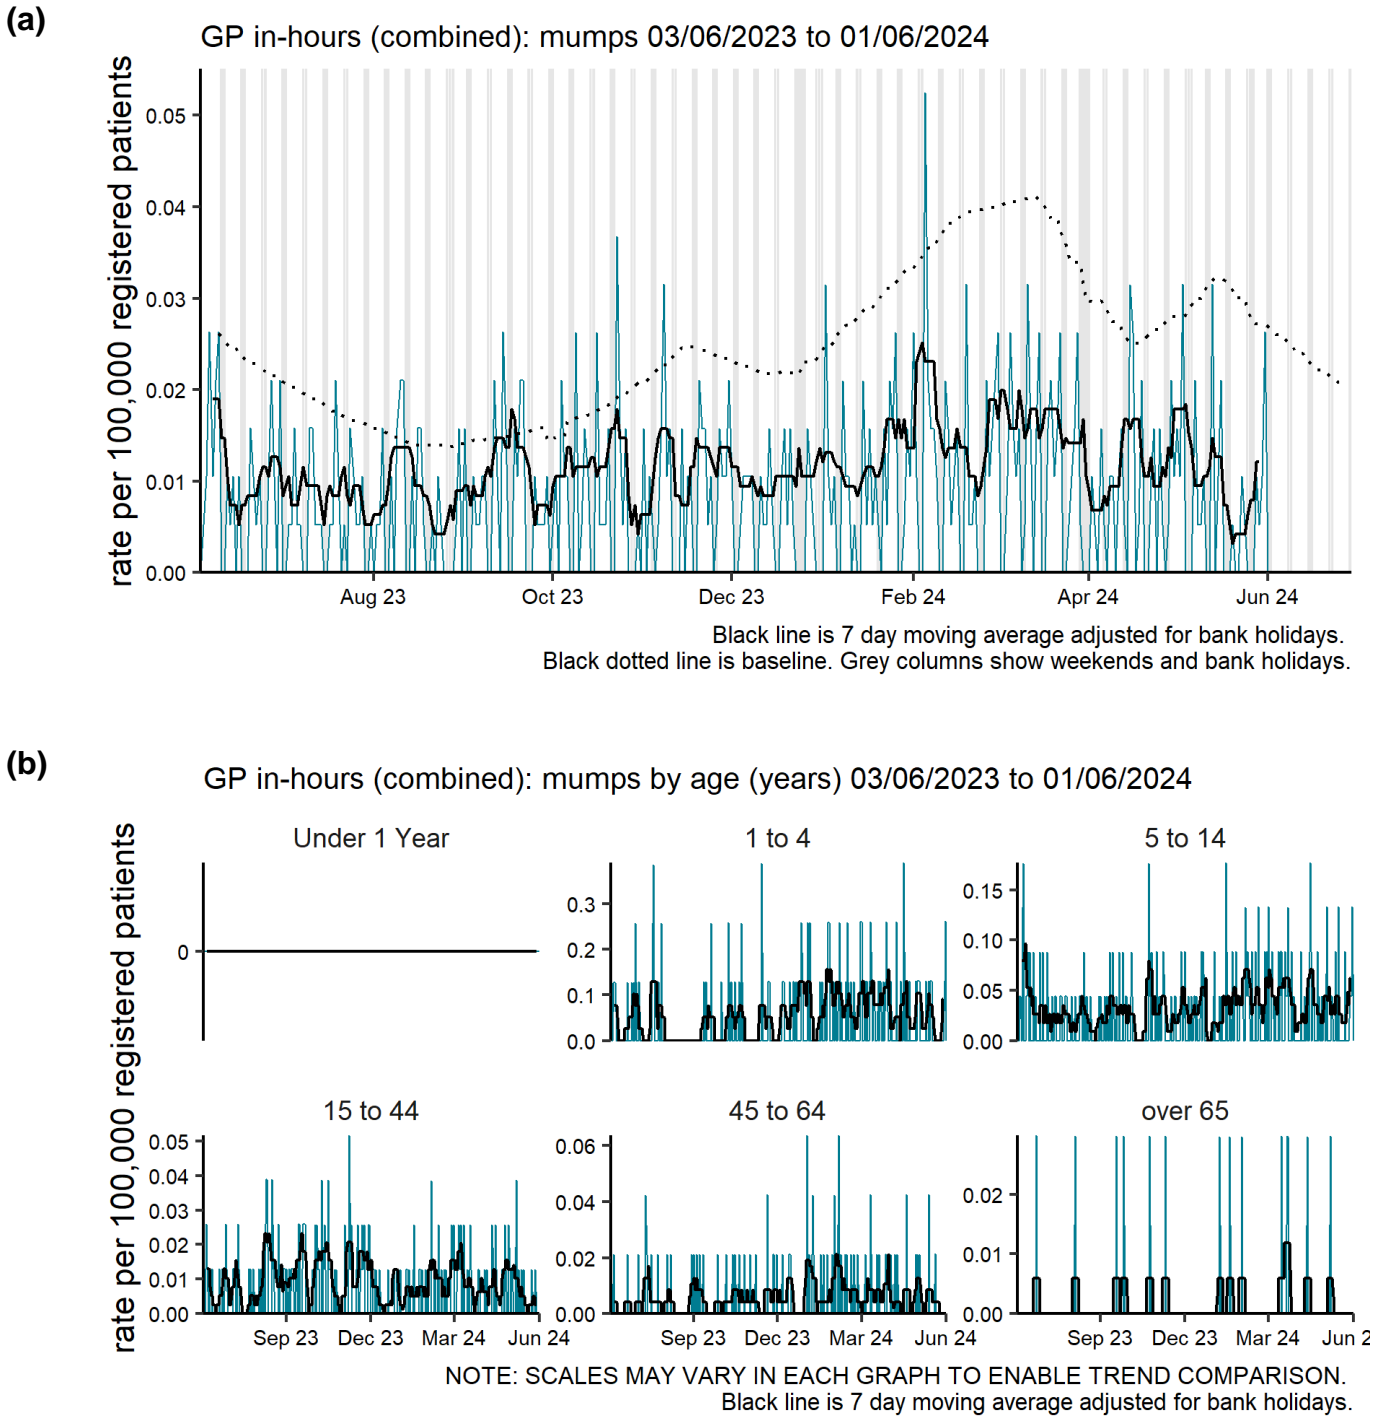 (a)
GP in-hours (combined): mumps 03/06/2023 to 01/06/2024
rate per 100,000 registered patients
0.05
0.04
0.03
0.02
0.01
0.00
Aug 23
Oct 23
Dec 23
Feb 24
Apr 24
Jun 24
Black line is 7 day moving average adjusted for bank holidays.
Black dotted line is baseline. Grey columns show weekends and bank holidays.
(b)
GP in-hours (combined): mumps by age (years) 03/06/2023 to 01/06/2024
rate per 100,000 registered patients
Under 1 Year
0
1 to 4
0.3
0.2
0.1
0.0
5 to 14
0.15
0.10
0.05
0.00
15 to 44
0.05
0.04
0.03
0.02
0.01
0.00
Sep 23
Dec 23
Mar 24
Jun 24
45 to 64
0.06
0.04
0.02
0.00
Sep 23
Dec 23
Mar 24
Jun 24
over 65
0.02
0.01
0.00
Sep 23
Dec 23
Mar 24
Jun 2
NOTE: SCALES MAY VARY IN EACH GRAPH TO ENABLE TREND COMPARISON.
Black line is 7 day moving average adjusted for bank holidays.